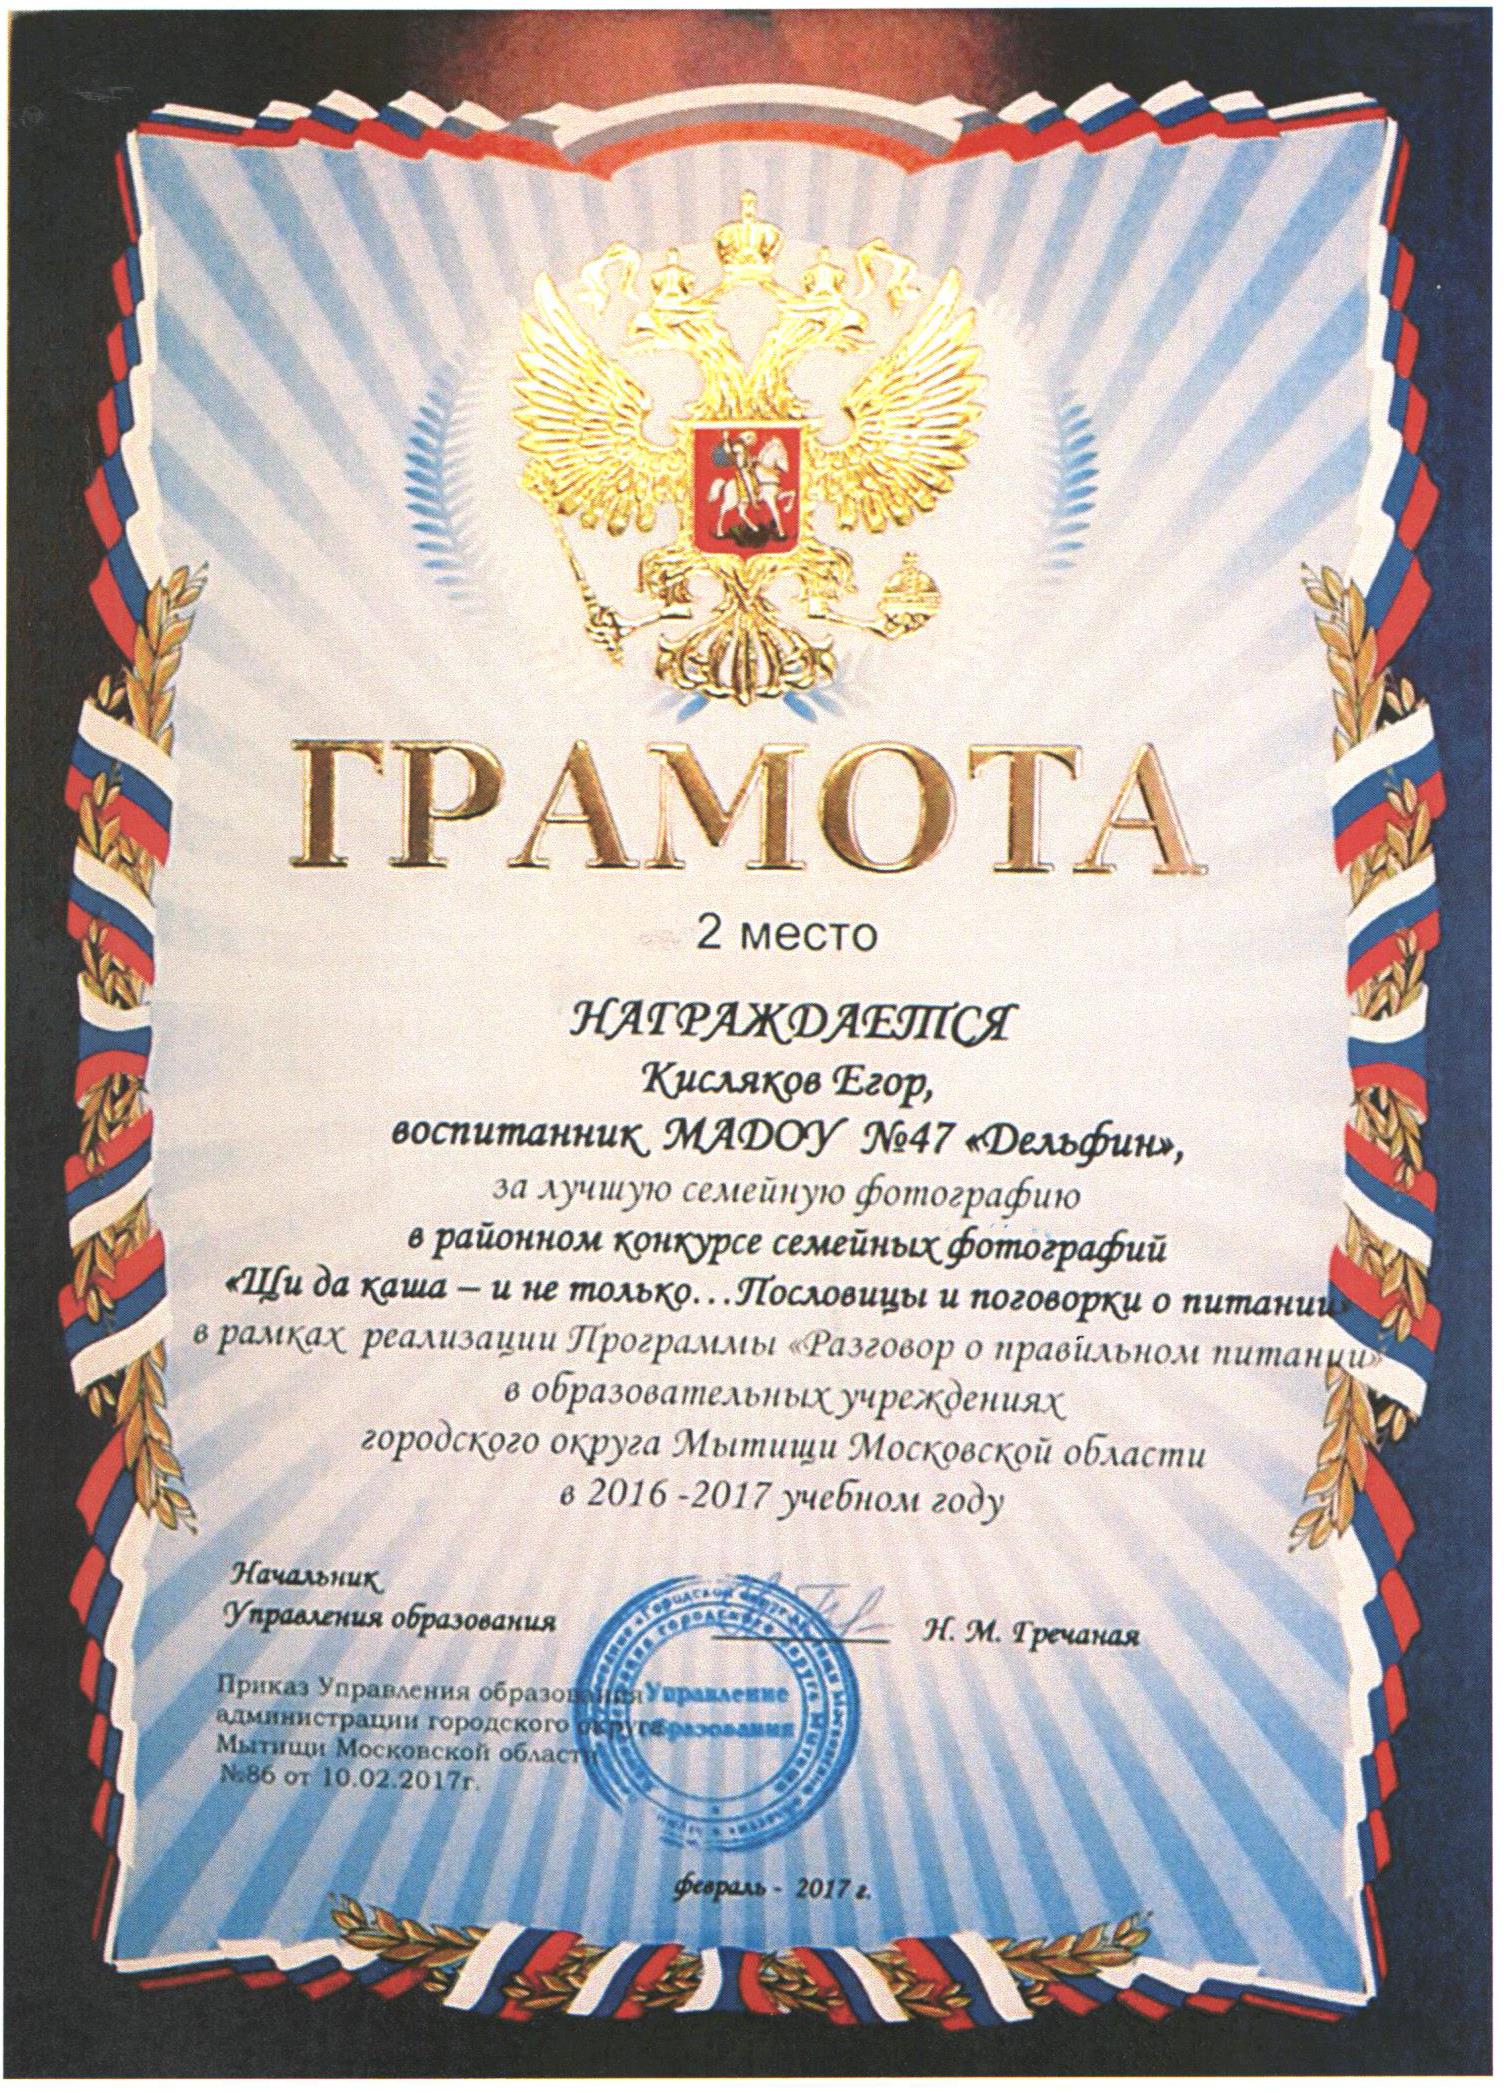 ГРАМОТА
2 место
НАГРАЖДАЕТСЯ
Кисляков Егор,
воспитанник МАДОУ №47 «Дельфин»,
за лучшую семейную фотографию
в районном конкурсе семейных фотографий
«Щи да каша – и не только…Пословицы и поговорки о питании»
в рамках реализации Программы «Разговор о правильном питании»
в образовательных учреждениях
городского округа Мытищи Московской области
в 2016 -2017 учебном году
Начальник
Управления образования
Н. М. Гречаная
Приказ Управления образования
администрации городского округа
Мытищи Московской области
№86 от 10.02.2017г.
Управление
образования
февраль - 2017 г.